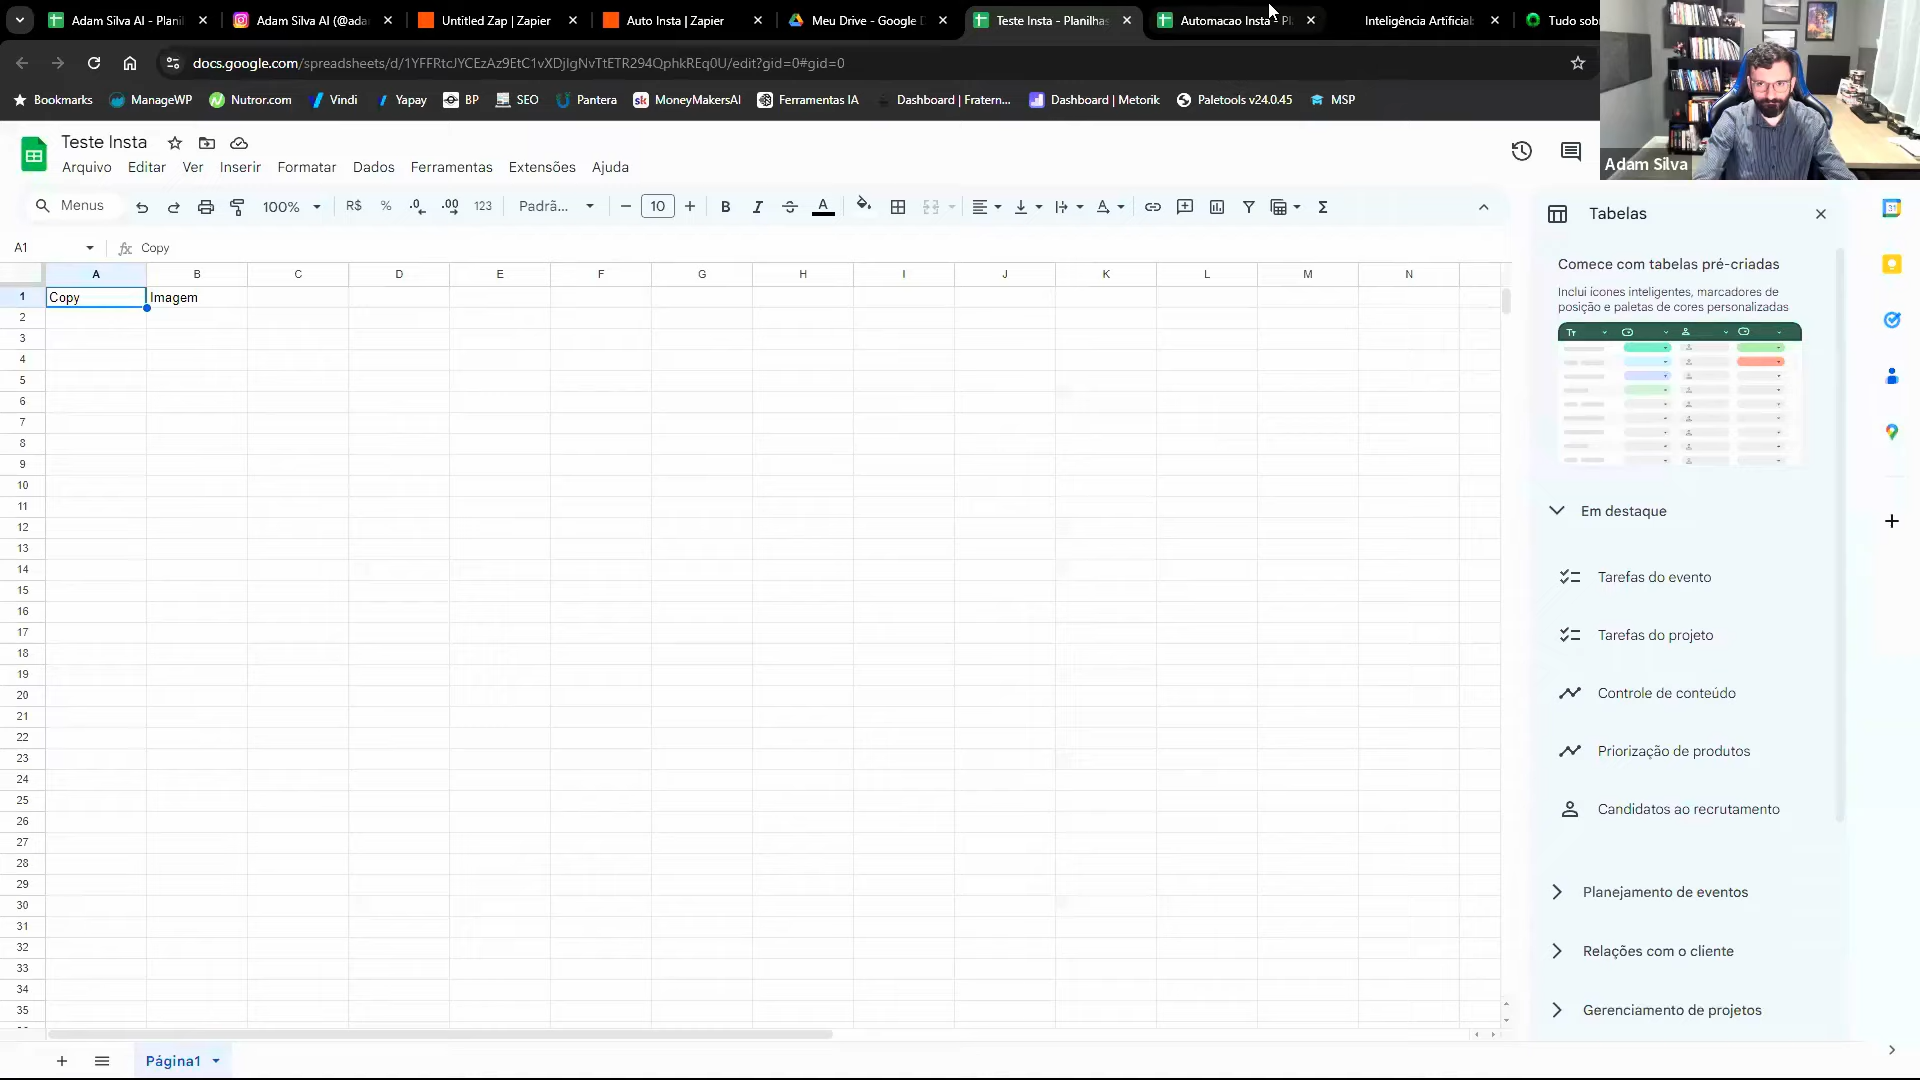 Adam Silva AI - Planil
Adam Silva AI (@ada
Untitled Zap | Zapier
Auto Insta | Zapier
Meu Drive - Google D
Teste Insta - Planilhas
Automacao Insta - Pl
Inteligência Artificial
Tudo sob
docs.google.com/spreadsheets/d/1YFFRtcJYCEzAz9EtC1vXDjIgNvTtETR294QphkREq0U/edit?gid=0#gid=0
Bookmarks ManageWP Nutror.com Vindi Yapay BP SEO Pantera MoneyMakersAI Ferramentas IA Dashboard | Fratern... Dashboard | Metorik Paletools v24.0.45 MSP
Adam Silva
Teste Insta
Arquivo Editar Ver Inserir Formatar Dados Ferramentas Extensões Ajuda
Menus 100% R$ % .0 .00 123 Padrã... 10 B I A Σ
A1 fx Copy
A B C D E F G H I J K L M N
1 Copy Imagem
2
3
4
5
6
7
8
9
10
11
12
13
14
15
16
17
18
19
20
21
22
23
24
25
26
27
28
29
30
31
32
33
34
35
Página1
Tabelas
Comece com tabelas pré-criadas
Inclui ícones inteligentes, marcadores de
posição e paletas de cores personalizadas
Em destaque
Tarefas do evento
Tarefas do projeto
Controle de conteúdo
Priorização de produtos
Candidatos ao recrutamento
Planejamento de eventos
Relações com o cliente
Gerenciamento de projetos